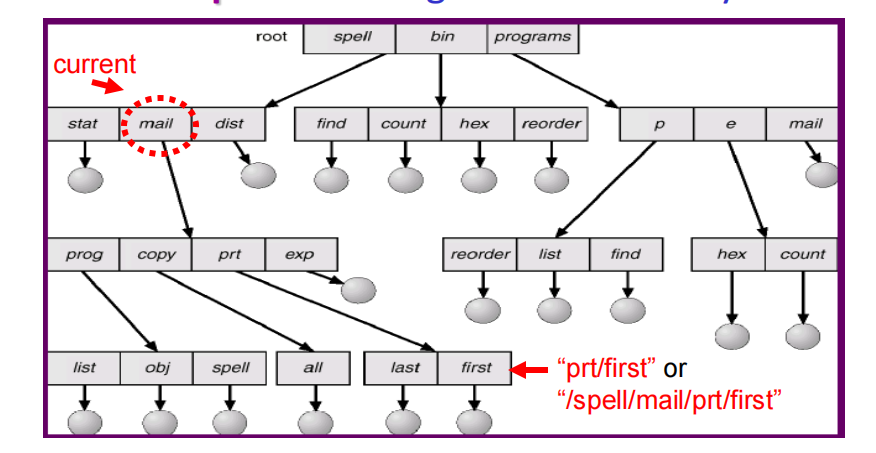 root spell bin programs
current
stat mail dist find count hex reorder p e mail
prog copy prt exp reorder list find hex count
list obj spell all last first
“prt/first” or
“/spell/mail/prt/first”